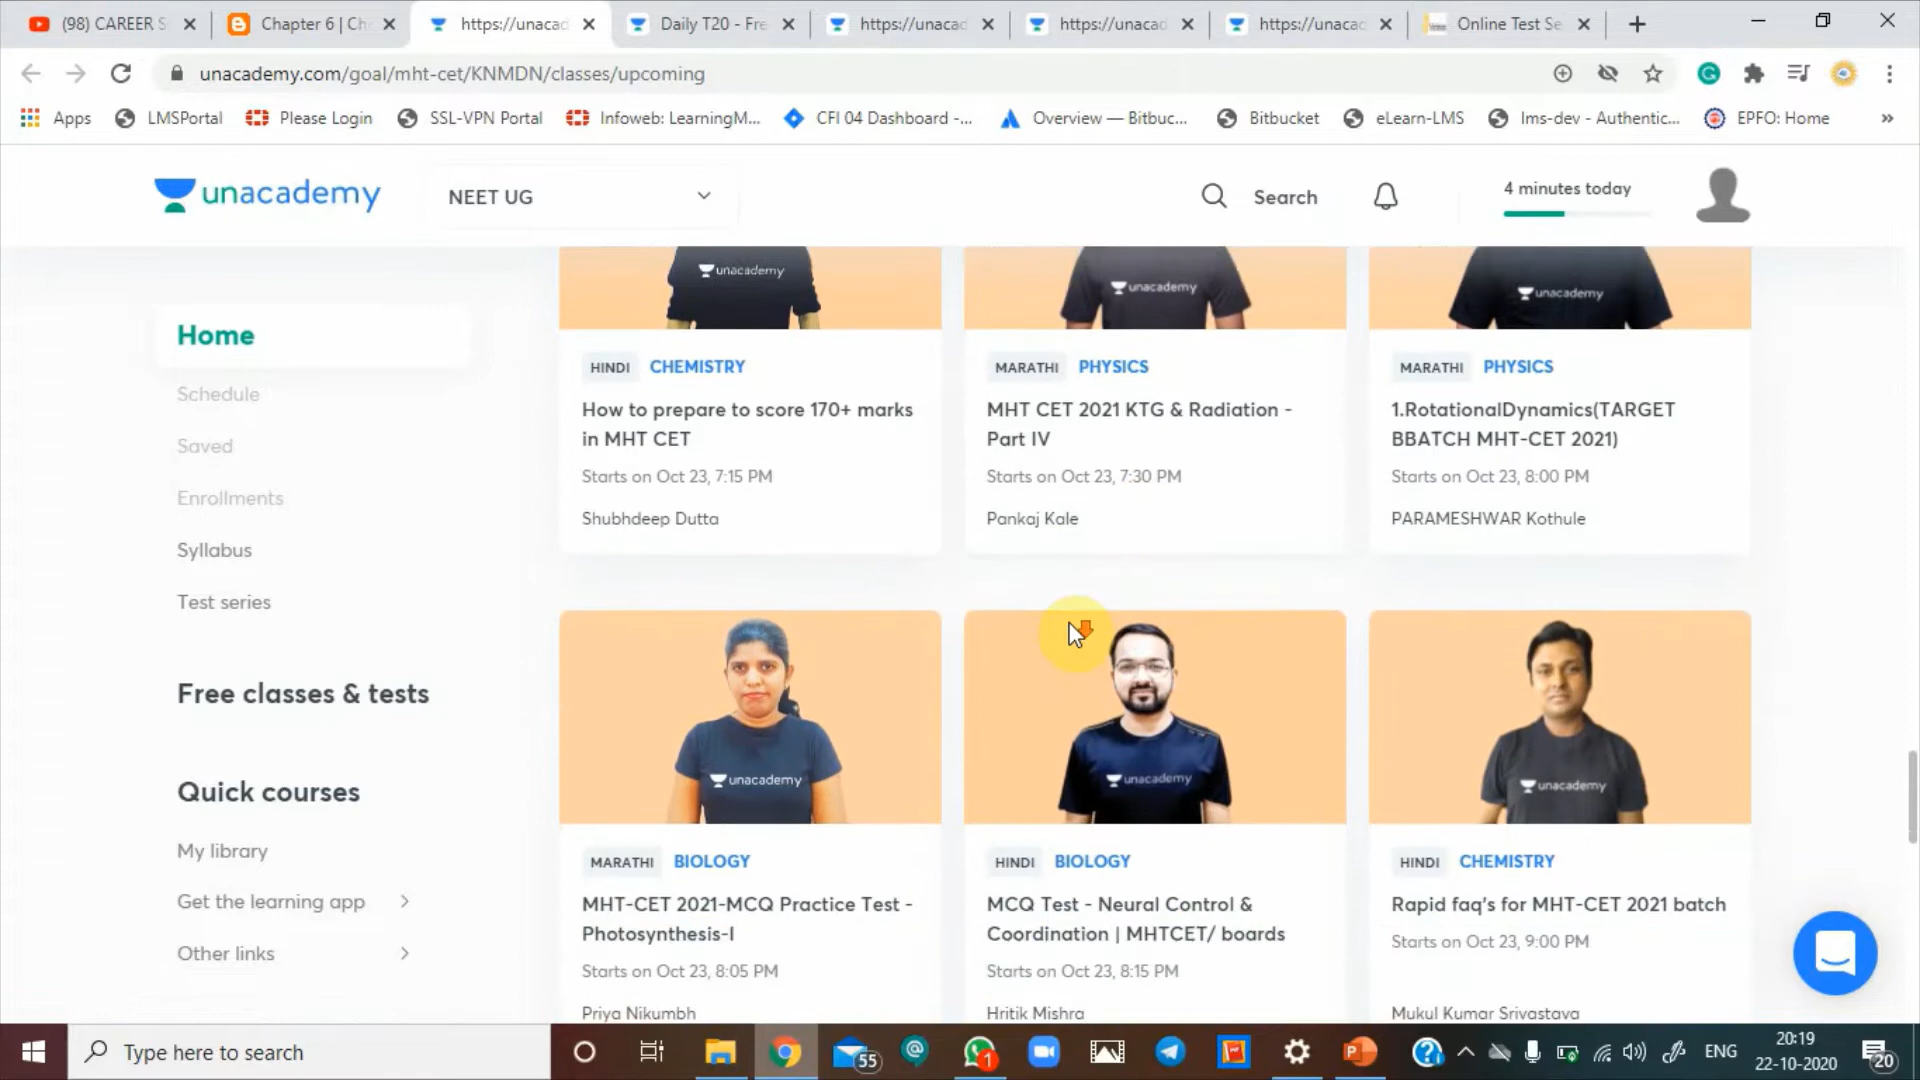 (98) CAREER S
Chapter 6 | Ch
https://unacad
Daily T20 - Fre
https://unacad
https://unacad
https://unacad
Online Test Se
unacademy.com/goal/mht-cet/KNMDN/classes/upcoming
Apps
LMSPortal
Please Login
SSL-VPN Portal
Infoweb: LearningM...
CFI 04 Dashboard -...
Overview — Bitbuc...
Bitbucket
eLearn-LMS
lms-dev - Authentic...
EPFO: Home
»
unacademy
NEET UG
Search
4 minutes today
Home
Schedule
Saved
Enrollments
Syllabus
Test series
Free classes & tests
Quick courses
My library
Get the learning app
Other links
unacademy
unacademy
unacademy
HINDI CHEMISTRY
How to prepare to score 170+ marks
in MHT CET
Starts on Oct 23, 7:15 PM
Shubhdeep Dutta
MARATHI PHYSICS
MHT CET 2021 KTG & Radiation -
Part IV
Starts on Oct 23, 7:30 PM
Pankaj Kale
MARATHI PHYSICS
1.RotationalDynamics(TARGET
BBATCH MHT-CET 2021)
Starts on Oct 23, 8:00 PM
PARAMESHWAR Kothule
unacademy
unacademy
unacademy
MARATHI BIOLOGY
MHT-CET 2021-MCQ Practice Test -
Photosynthesis-I
Starts on Oct 23, 8:05 PM
Priya Nikumbh
HINDI BIOLOGY
MCQ Test - Neural Control &
Coordination | MHTCET/ boards
Starts on Oct 23, 8:15 PM
Hritik Mishra
HINDI CHEMISTRY
Rapid faq's for MHT-CET 2021 batch
Starts on Oct 23, 9:00 PM
Mukul Kumar Srivastava
Type here to search
55
1
ENG
20:19
22-10-2020
20